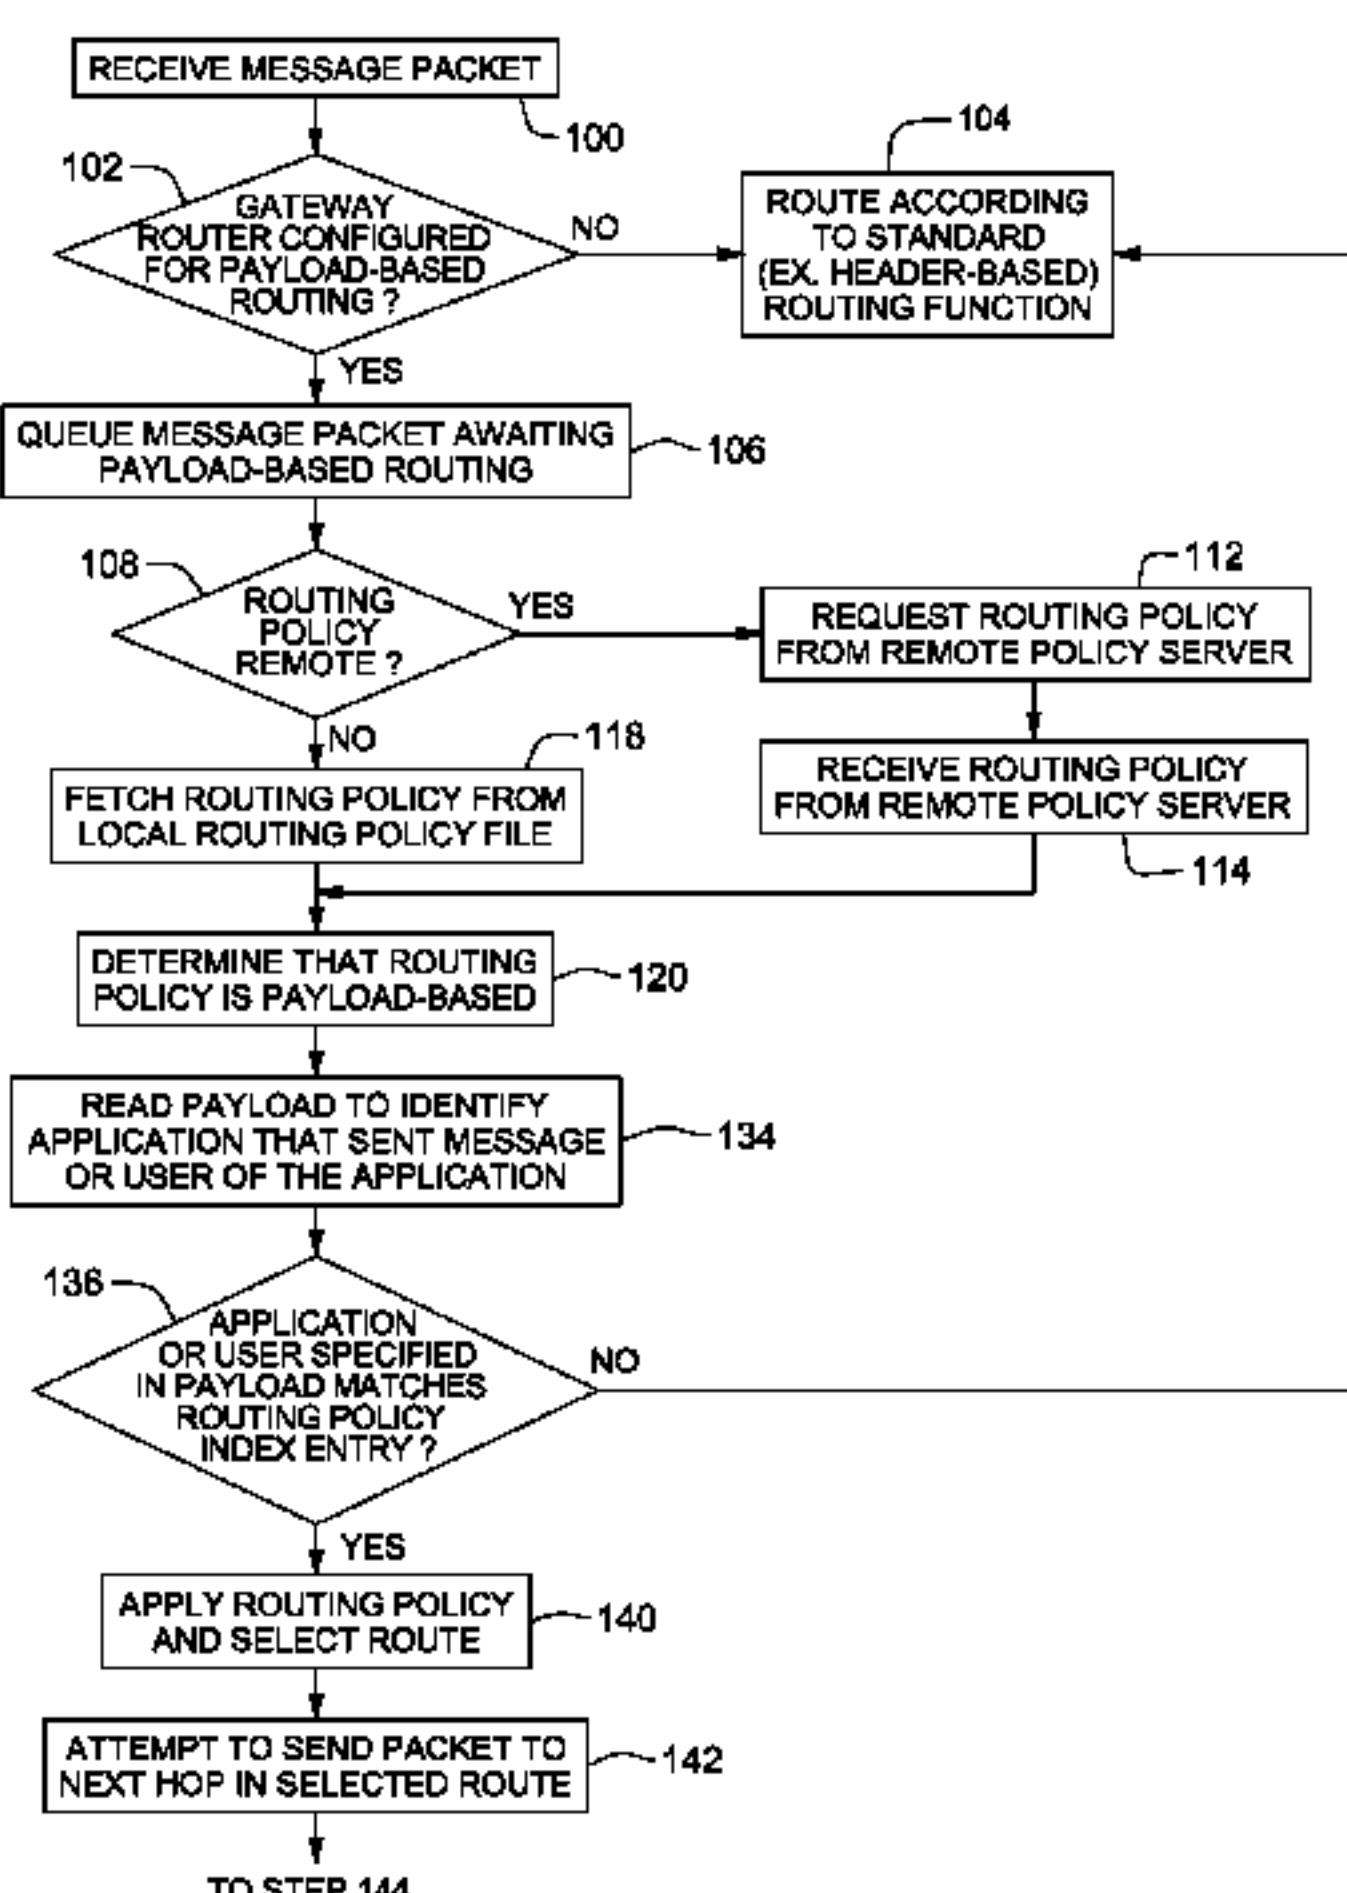 RECEIVE MESSAGE PACKET
100
102
GATEWAY
ROUTER CONFIGURED
FOR PAYLOAD-BASED
ROUTING ?
NO
104
ROUTE ACCORDING
TO STANDARD
(EX. HEADER-BASED)
ROUTING FUNCTION
YES
QUEUE MESSAGE PACKET AWAITING
PAYLOAD-BASED ROUTING
106
108
ROUTING
POLICY
REMOTE ?
YES
112
REQUEST ROUTING POLICY
FROM REMOTE POLICY SERVER
NO
118
FETCH ROUTING POLICY FROM
LOCAL ROUTING POLICY FILE
RECEIVE ROUTING POLICY
FROM REMOTE POLICY SERVER
114
DETERMINE THAT ROUTING
POLICY IS PAYLOAD-BASED
120
READ PAYLOAD TO IDENTIFY
APPLICATION THAT SENT MESSAGE
OR USER OF THE APPLICATION
134
136
APPLICATION
OR USER SPECIFIED
IN PAYLOAD MATCHES
ROUTING POLICY
INDEX ENTRY ?
NO
YES
APPLY ROUTING POLICY
AND SELECT ROUTE
140
ATTEMPT TO SEND PACKET TO
NEXT HOP IN SELECTED ROUTE
142
TO STEP 144